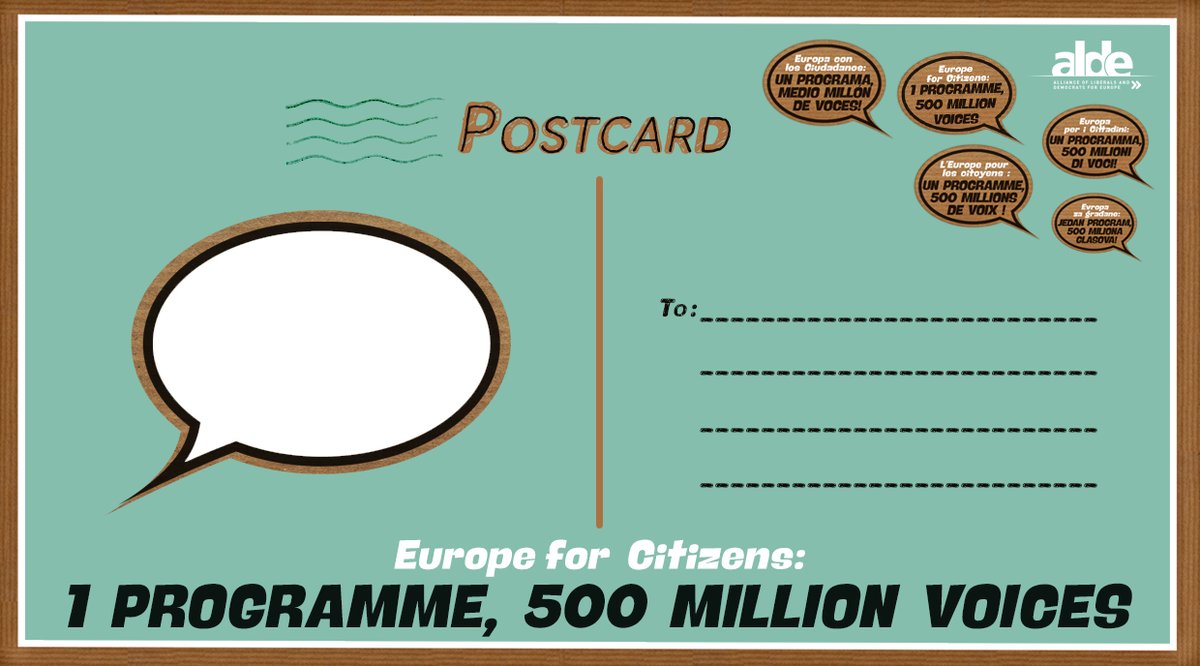 Europa con
los Ciudadanos:
UN PROGRAMA,
MEDIO MILLÓN
DE VOCES!
Europe
for Citizens:
1 PROGRAMME,
500 MILLION
VOICES
alde
ALLIANCE OF LIBERALS AND
DEMOCRATS FOR EUROPE
POSTCARD
Europa
per i Cittadini:
UN PROGRAMMA,
500 MILIONI
DI VOCI!
L'Europe pour
les citoyens :
UN PROGRAMME,
500 MILLIONS
DE VOIX !
Evropa
za građane:
JEDAN PROGRAM,
500 MILIONA
GLASOVA!
To:
Europe for Citizens:
1 PROGRAMME, 500 MILLION VOICES